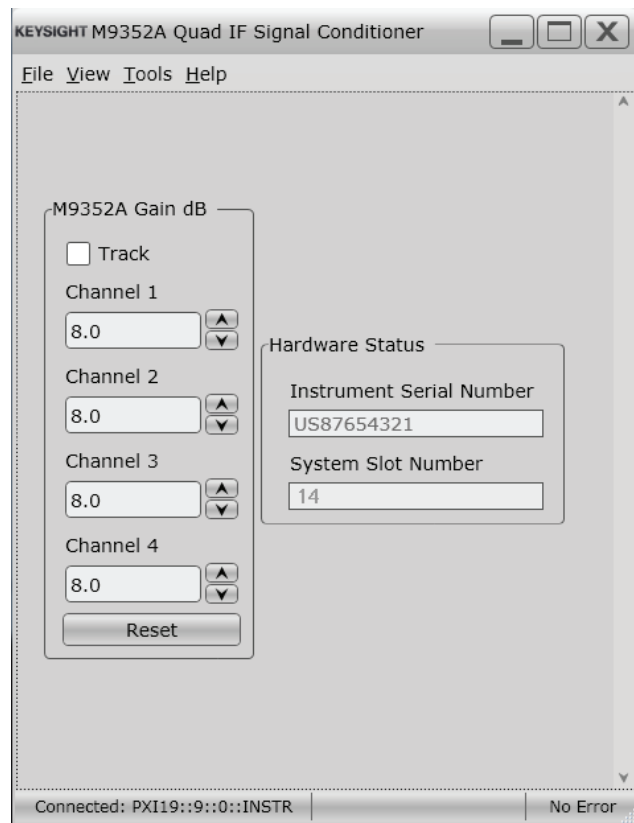 KEYSIGHT M9352A Quad IF Signal Conditioner
File View Tools Help
M9352A Gain dB
Track
Channel 1
8.0
Channel 2
8.0
Channel 3
8.0
Channel 4
8.0
Reset
Hardware Status
Instrument Serial Number
US87654321
System Slot Number
14
Connected: PXI19::9::0::INSTR
No Error